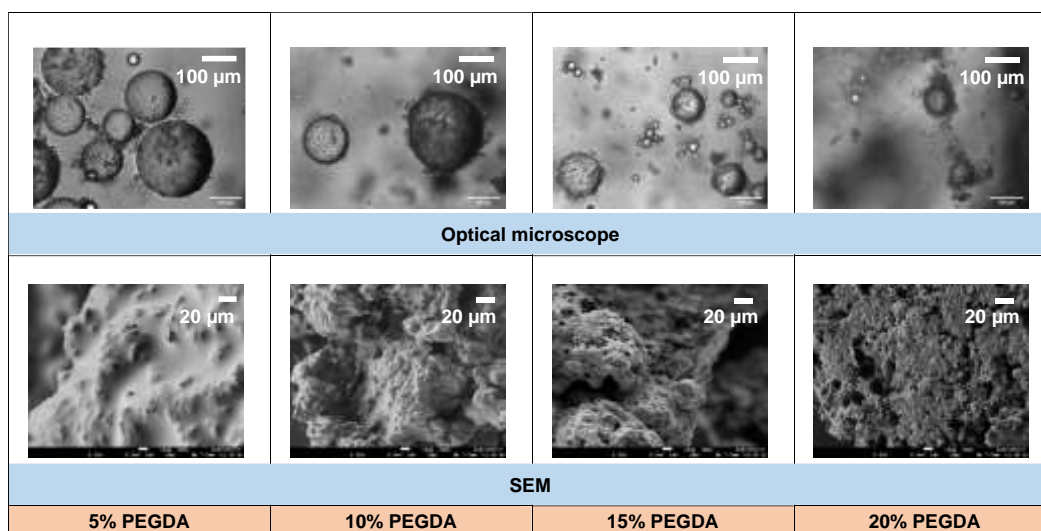 100 µm 100 µm 100 µm 100 µm
Optical microscope
20 µm 20 µm 20 µm 20 µm
SEM
5% PEGDA 10% PEGDA 15% PEGDA 20% PEGDA